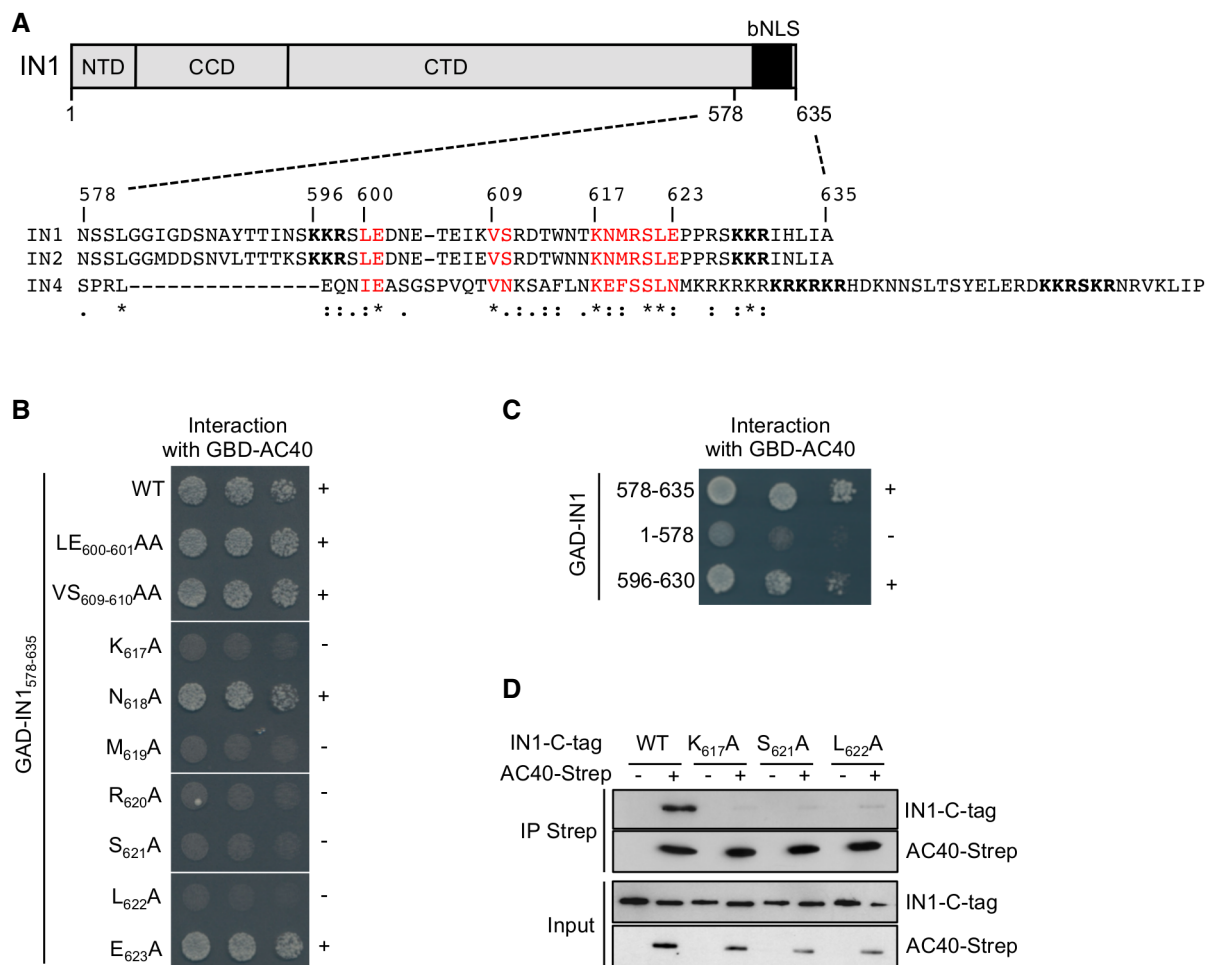 A
bNLS
IN1 NTD CCD CTD
1 578 635
578 596 600 609 617 623 635
IN1 NSSLGGIGDSNAYTTINSKKRSLEDNE-TEIKVSRDTWNTKNMRSLEPPRSKKRIHLIA
IN2 NSSLGGMDDSNVLTTTKSKKRSLEDNE-TEIEVSRDTWNNKNMRSLEPPRSKKRINLIA
IN4 SPRL---------------EQNIEASGSPVQTVNKSAFLNKEFSSLNMKRKRKRKRKRKRHDKNNSLTSYELERDKKRSKRNRVKLIP
. * ::.:* . *.:.:: .*:: **: : :*:
B
Interaction
with GBD-AC40
GAD-IN1578-635
WT +
LE600-601AA +
VS609-610AA +
K617A -
N618A +
M619A -
R620A -
S621A -
L622A -
E623A +
C
Interaction
with GBD-AC40
GAD-IN1
578-635 +
1-578 -
596-630 +
D
IN1-C-tag WT K617A S621A L622A
AC40-Strep - + - + - + - +
IP Strep
IN1-C-tag
AC40-Strep
Input
IN1-C-tag
AC40-Strep